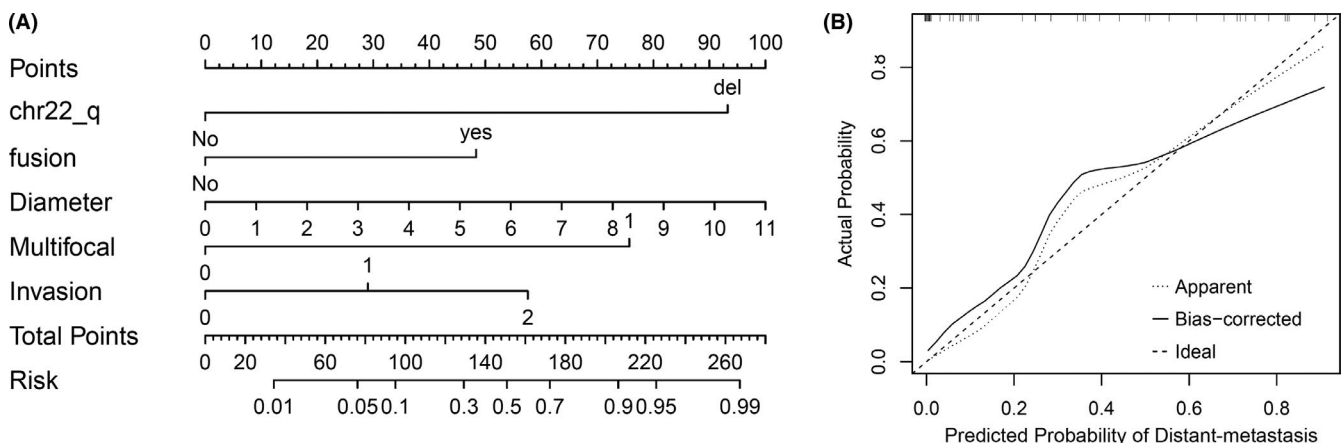 (A)
Points
0 10 20 30 40 50 60 70 80 90 100
chr22_q
del
No
fusion
yes
No
Diameter
0 1 2 3 4 5 6 7 8 9 10 11
Multifocal
1
0
Invasion
1
0 2
Total Points
0 20 60 100 140 180 220 260
Risk
0.01 0.05 0.1 0.3 0.5 0.7 0.9 0.95 0.99
(B)
Actual Probability
0.0 0.2 0.4 0.6 0.8
Apparent
Bias−corrected
Ideal
0.0 0.2 0.4 0.6 0.8
Predicted Probability of Distant-metastasis